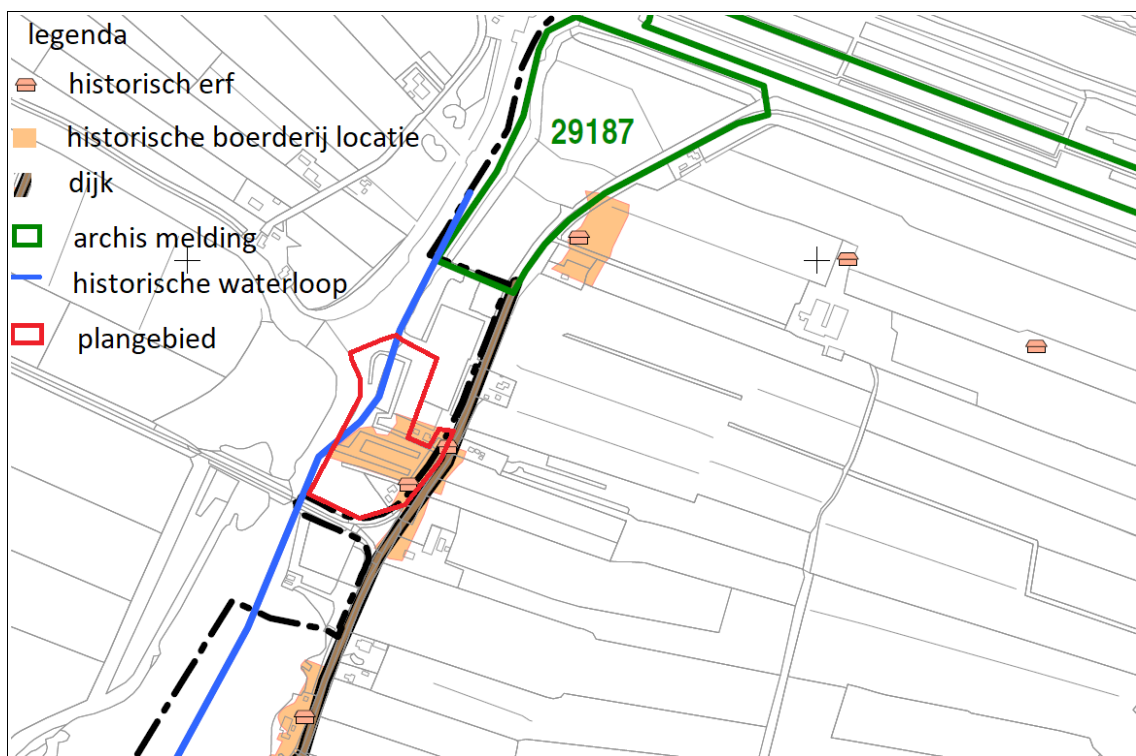 legenda
historisch erf
historische boerderij locatie
dijk
archis melding
historische waterloop
plangebied
29187